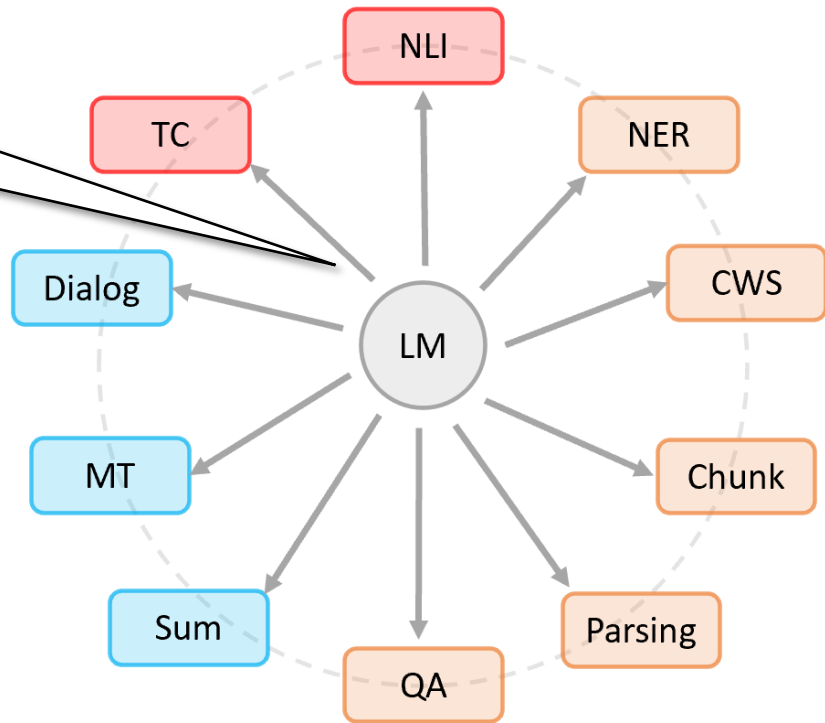 NLI
TC
NER
Dialog
CWS
LM
MT
Chunk
Sum
Parsing
QA